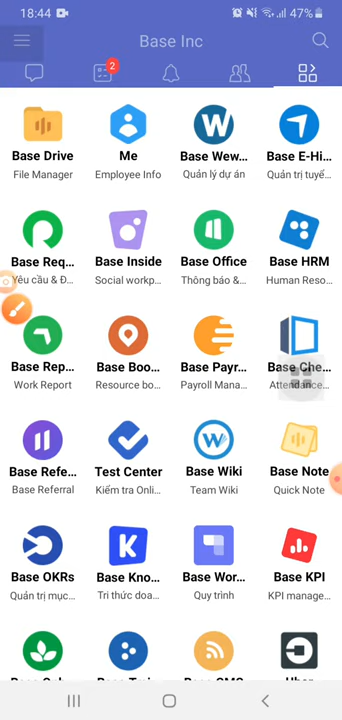 18:44
47%
Base Inc
2
Base Drive
File Manager
Me
Employee Info
Base Wew...
Quản lý dự án
Base E-Hi...
Quản trị tuyể...
Base Req...
Yêu cầu & Đ...
Base Inside
Social workp...
Base Office
Thông báo &...
Base HRM
Human Reso...
Base Rep...
Work Report
Base Boo...
Resource bo...
Base Payr...
Payroll Mana...
Base Che...
Attendance...
Base Refe...
Base Referral
Test Center
Kiểm tra Onli...
Base Wiki
Team Wiki
Base Note
Quick Note
Base OKRs
Quản trị mục...
Base Kno...
Tri thức doa...
Base Wor...
Quy trình
Base KPI
KPI manage...